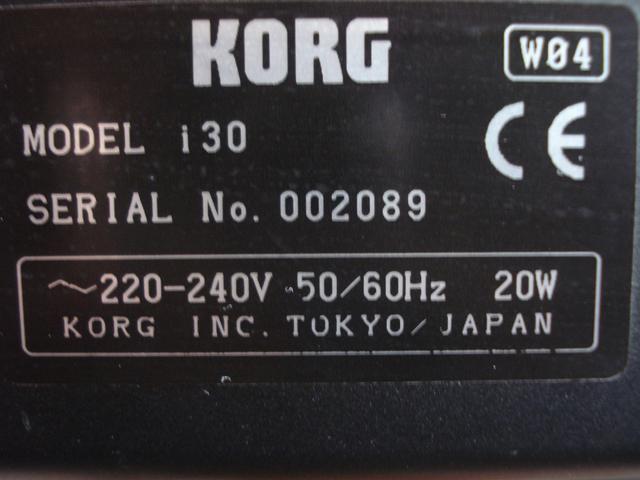 KORG
W04
MODEL i30
CE
SERIAL No. 002089
~220-240V 50/60Hz 20W
KORG INC. TOKYO/JAPAN